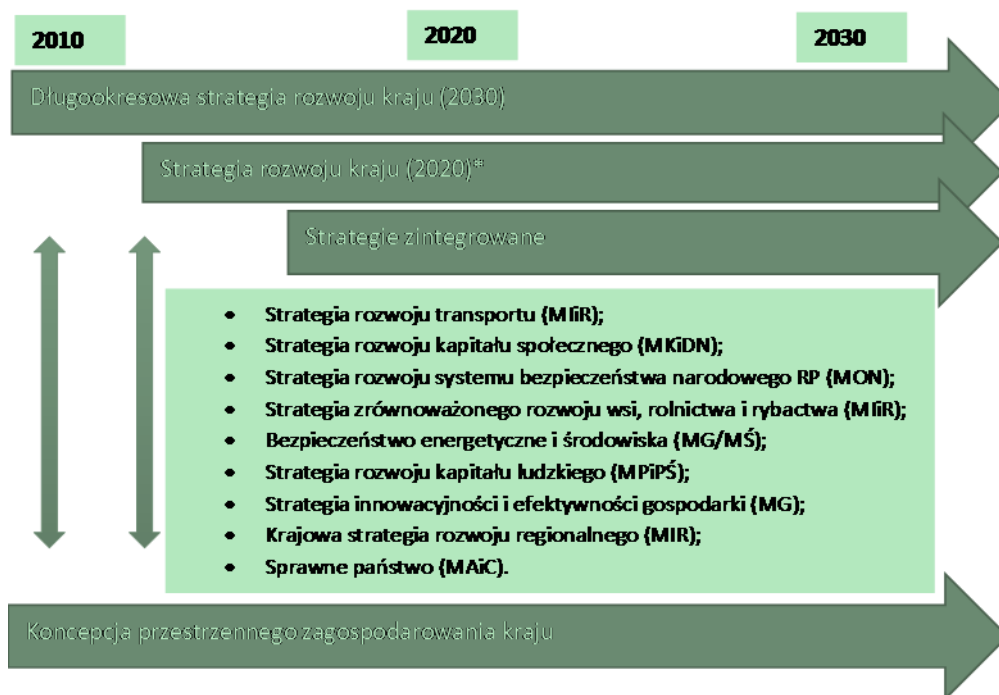 2010 2020 2030
Długookresowa strategia rozwoju kraju (2030)
Strategia rozwoju kraju (2020)*
Strategie zintegrowane
• Strategia rozwoju transportu (MIiR);
• Strategia rozwoju kapitału społecznego (MKiDN);
• Strategia rozwoju systemu bezpieczeństwa narodowego RP (MON);
• Strategia zrównoważonego rozwoju wsi, rolnictwa i rybactwa (MIiR);
• Bezpieczeństwo energetyczne i środowiska (MG/MŚ);
• Strategia rozwoju kapitału ludzkiego (MPiPŚ);
• Strategia innowacyjności i efektywności gospodarki (MG);
• Krajowa strategia rozwoju regionalnego (MIR);
• Sprawne państwo (MAiC).
Koncepcja przestrzennego zagospodarowania kraju